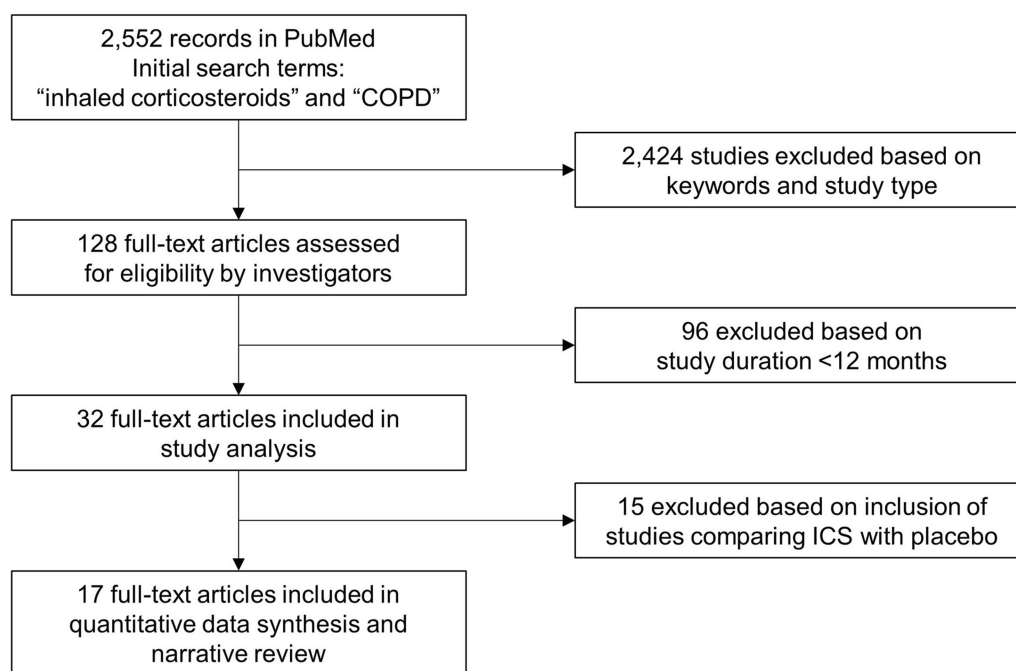 2,552 records in PubMed
Initial search terms:
“inhaled corticosteroids” and “COPD”
2,424 studies excluded based on
keywords and study type
128 full-text articles assessed
for eligibility by investigators
96 excluded based on
study duration <12 months
32 full-text articles included in
study analysis
15 excluded based on inclusion of
studies comparing ICS with placebo
17 full-text articles included in
quantitative data synthesis and
narrative review